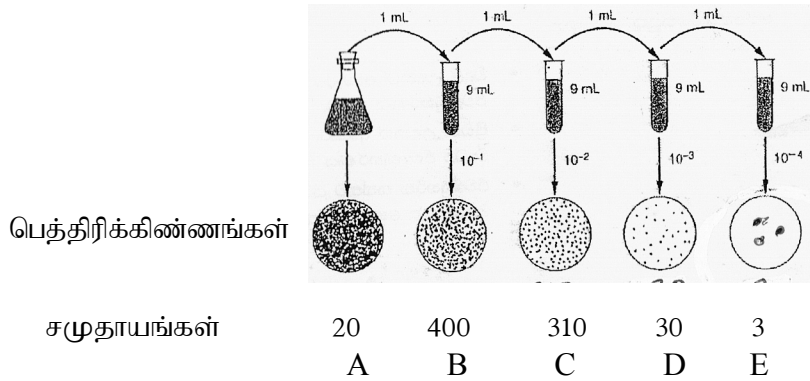 1 mL 1 mL 1 mL 1 mL
9 mL 9 mL 9 mL 9 mL
10⁻¹ 10⁻² 10⁻³ 10⁻⁴
பெத்திரிக்கிண்ணங்கள்
சமுதாயங்கள் 20 400 310 30 3
A B C D E